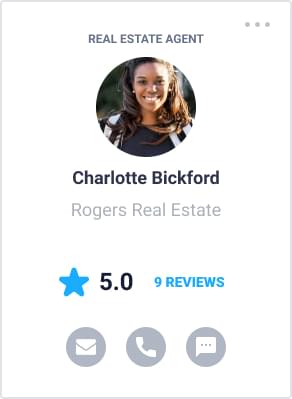 REAL ESTATE AGENT
Charlotte Bickford
Rogers Real Estate
5.0 9 REVIEWS